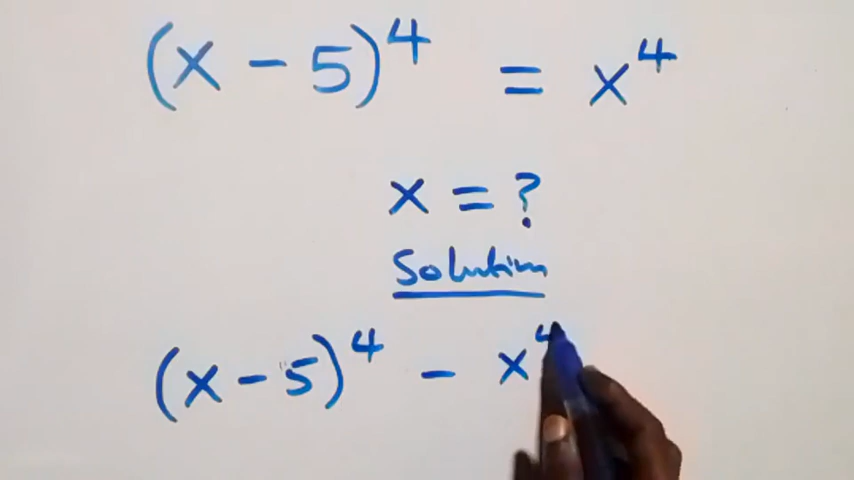 (x - 5)⁴ = x⁴
x = ?
Solution
(x - 5)⁴ - x⁴